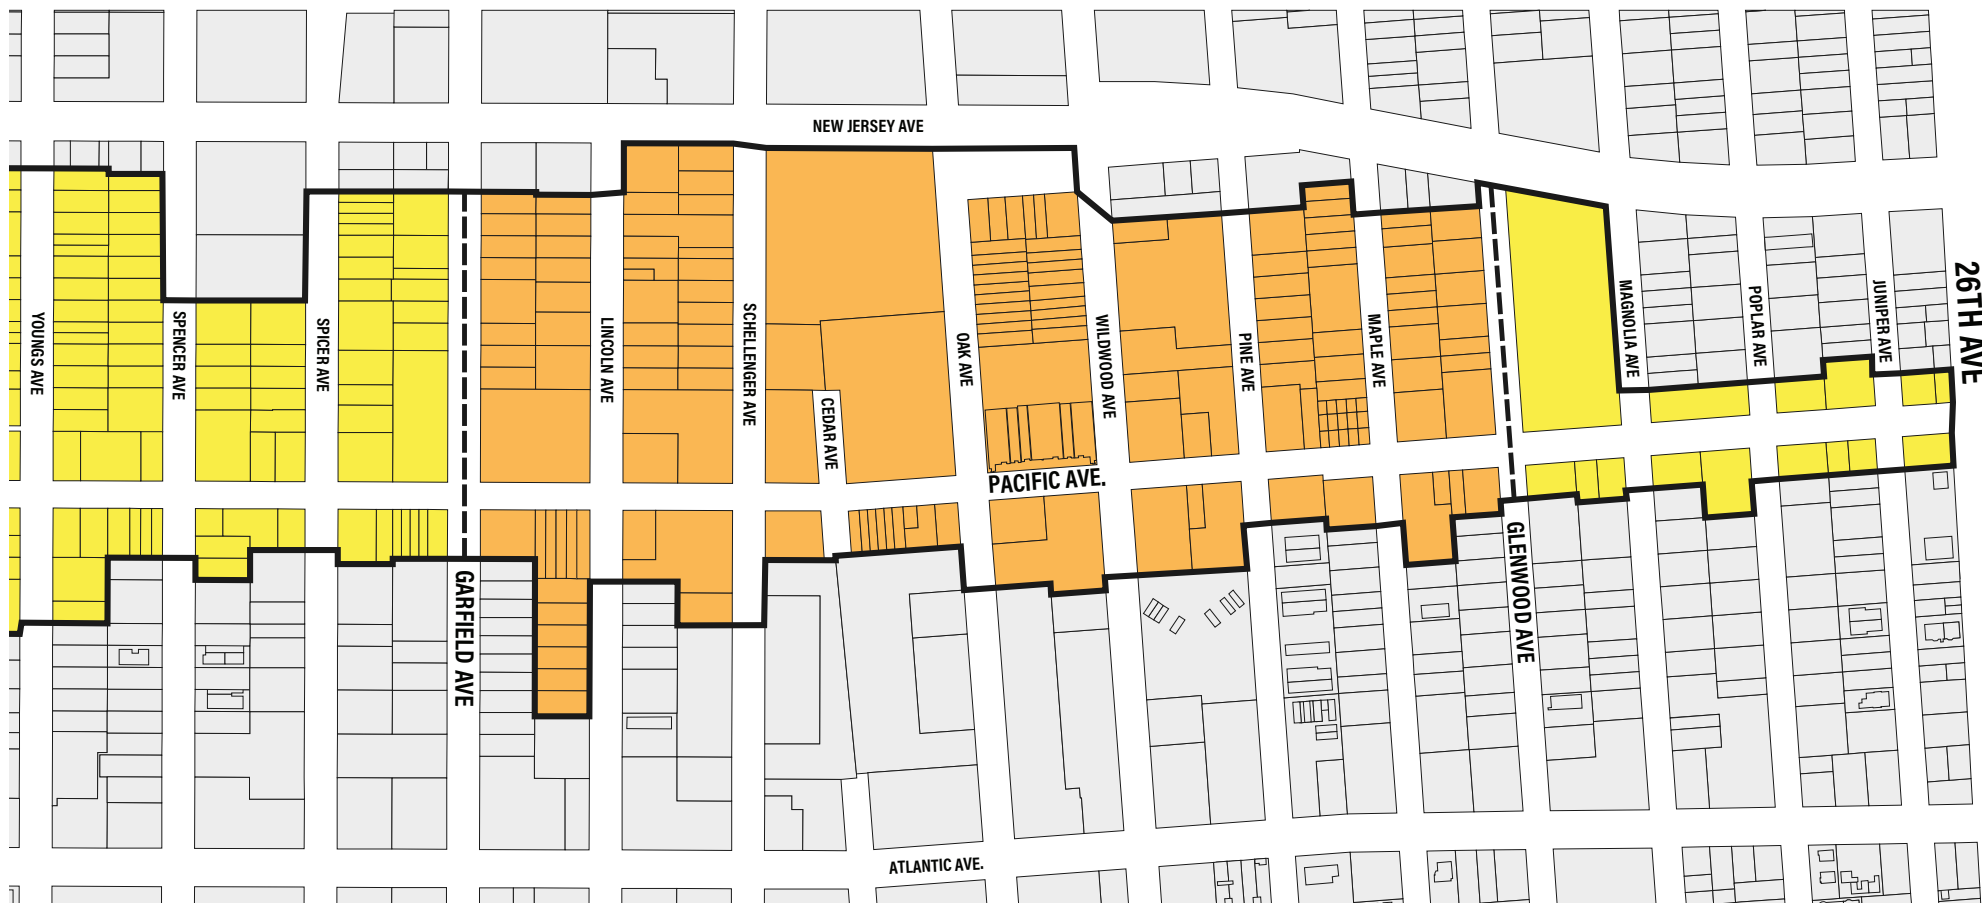 NEW JERSEY AVE
YOUNGS AVE
SPENCER AVE
SPICER AVE
LINCOLN AVE
SCHELLENGER AVE
CEDAR AVE
OAK AVE
WILDWOOD AVE
PINE AVE
MAPLE AVE
MAGNOLIA AVE
POPLAR AVE
JUNIPER AVE
26TH AVE
PACIFIC AVE.
GARFIELD AVE
GLENWOOD AVE
ATLANTIC AVE.